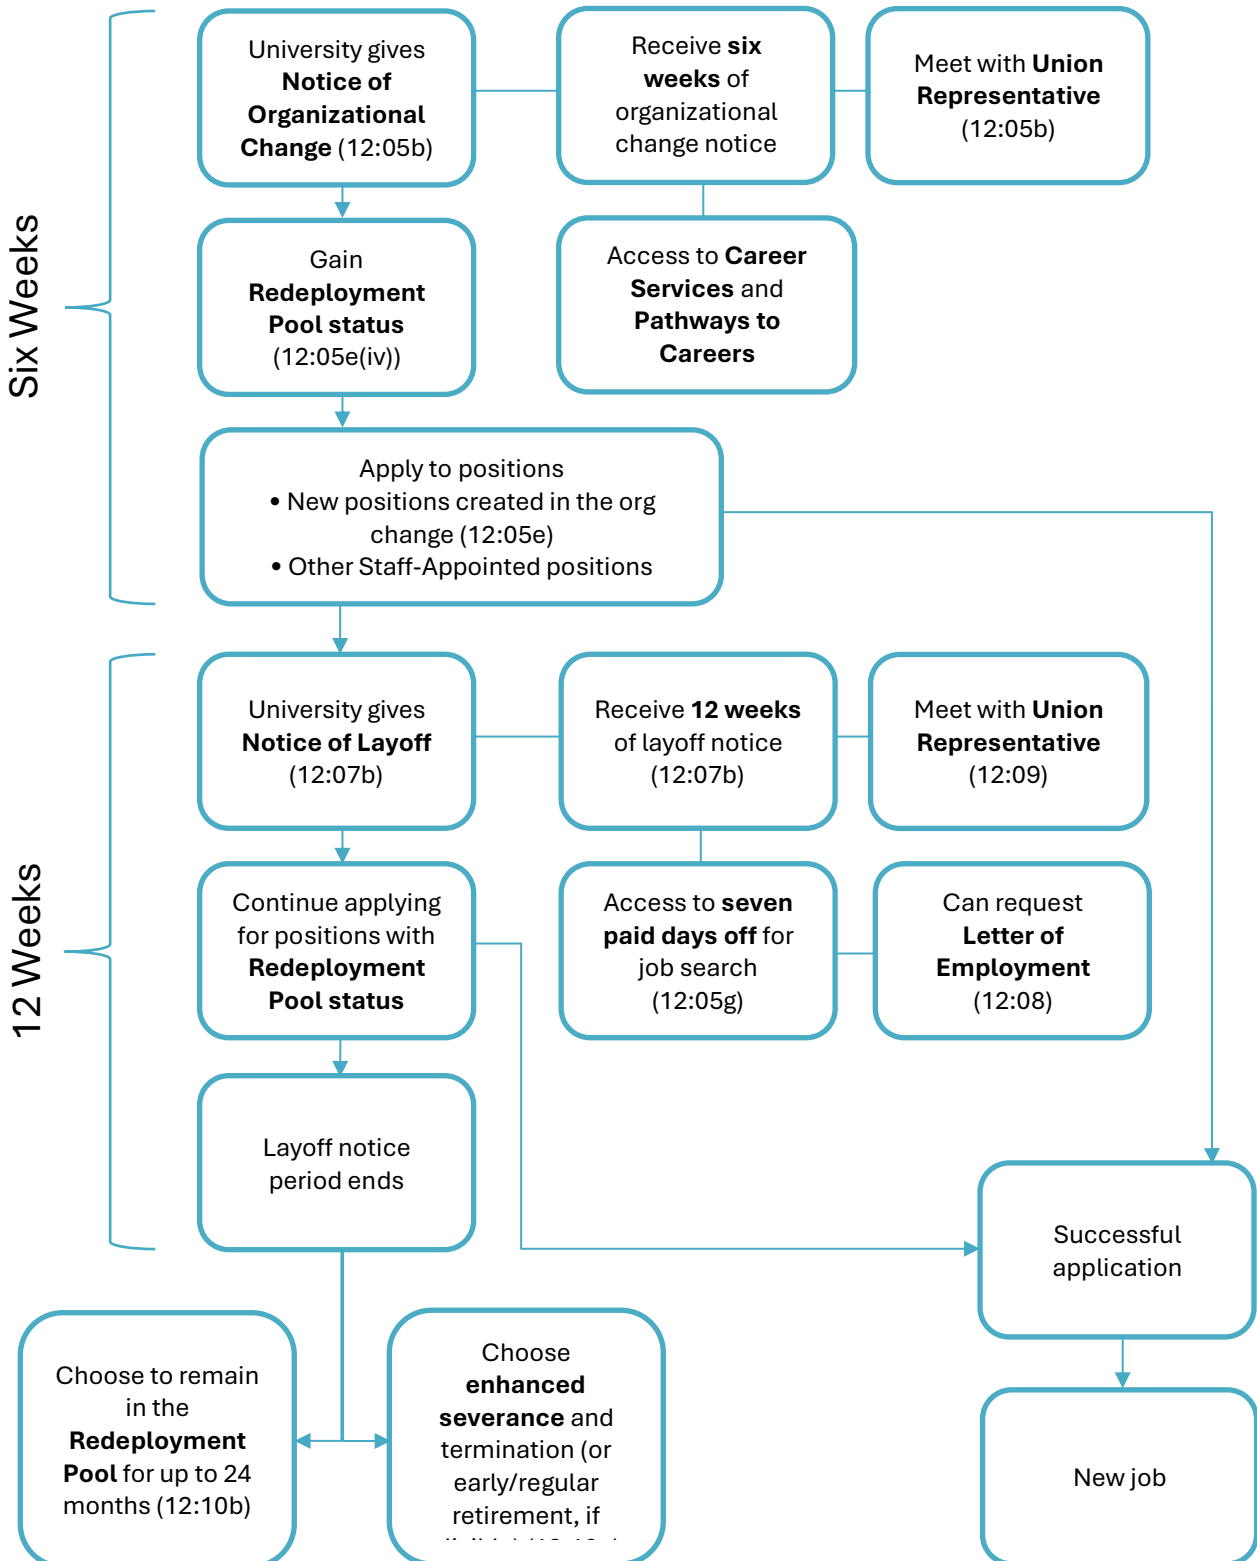 University gives
Notice of
Organizational
Change (12:05b)
Receive six
weeks of
organizational
change notice
Meet with Union
Representative
(12:05b)
Six Weeks
Gain
Redeployment
Pool status
(12:05e(iv))
Access to Career
Services and
Pathways to
Careers
Apply to positions
• New positions created in the org
change (12:05e)
• Other Staff-Appointed positions
University gives
Notice of Layoff
(12:07b)
Receive 12 weeks
of layoff notice
(12:07b)
Meet with Union
Representative
(12:09)
12 Weeks
Continue applying
for positions with
Redeployment
Pool status
Access to seven
paid days off for
job search
(12:05g)
Can request
Letter of
Employment
(12:08)
Layoff notice
period ends
Successful
application
Choose to remain
in the
Redeployment
Pool for up to 24
months (12:10b)
Choose
enhanced
severance and
termination (or
early/regular
retirement, if
New job